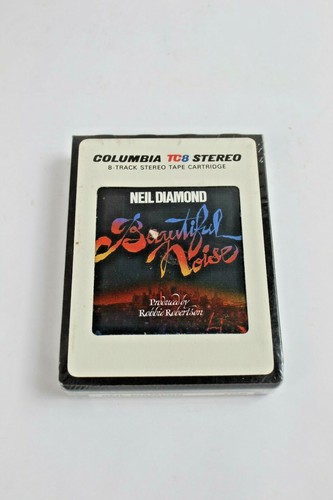 COLUMBIA TC8 STEREO
8-TRACK STEREO TAPE CARTRIDGE
NEIL DIAMOND
Beautiful
Noise
Produced by
Robbie Robertson